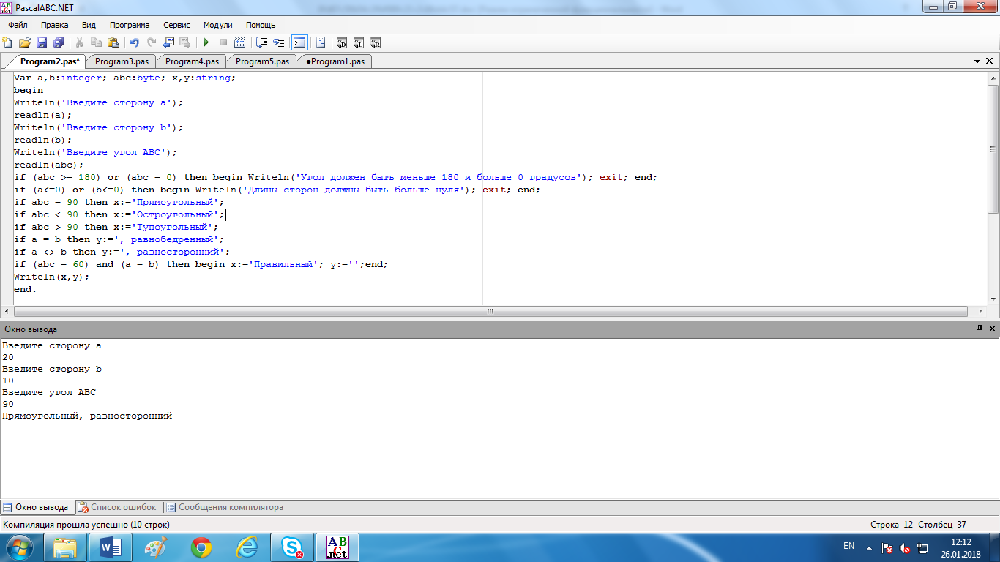 PascalABC.NET
Файл Правка Вид Программа Сервис Модули Помощь
Program2.pas* Program3.pas Program4.pas Program5.pas ●Program1.pas
Var a,b:integer; abc:byte; x,y:string;
begin
Writeln('Введите сторону a');
readln(a);
Writeln('Введите сторону b');
readln(b);
Writeln('Введите угол ABC');
readln(abc);
if (abc >= 180) or (abc = 0) then begin Writeln('Угол должен быть меньше 180 и больше 0 градусов'); exit; end;
if (a<=0) or (b<=0) then begin Writeln('Длины сторон должны быть больше нуля'); exit; end;
if abc = 90 then x:='Прямоугольный';
if abc < 90 then x:='Остроугольный';
if abc > 90 then x:='Тупоугольный';
if a = b then y:=', равнобедренный';
if a <> b then y:=', разносторонний';
if (abc = 60) and (a = b) then begin x:='Правильный'; y:='';end;
Writeln(x,y);
end.
Окно вывода
Введите сторону a
20
Введите сторону b
10
Введите угол ABC
90
Прямоугольный, разносторонний
Окно вывода Список ошибок Сообщения компилятора
Компиляция прошла успешно (10 строк) Строка 12 Столбец 37
EN 12:12
26.01.2018